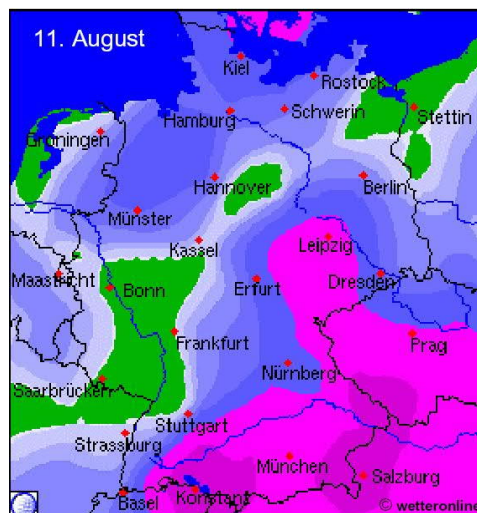 11. August
Kiel
Rostock
Hamburg
Schwerin
Stettin
Groningen
Hannover
Berlin
Münster
Kassel
Leipzig
Maastricht
Bonn
Erfurt
Dresden
Frankfurt
Prag
Nürnberg
Saarbrücken
Stuttgart
Strassburg
München
Salzburg
Basel
Konstanz
© wetteronline